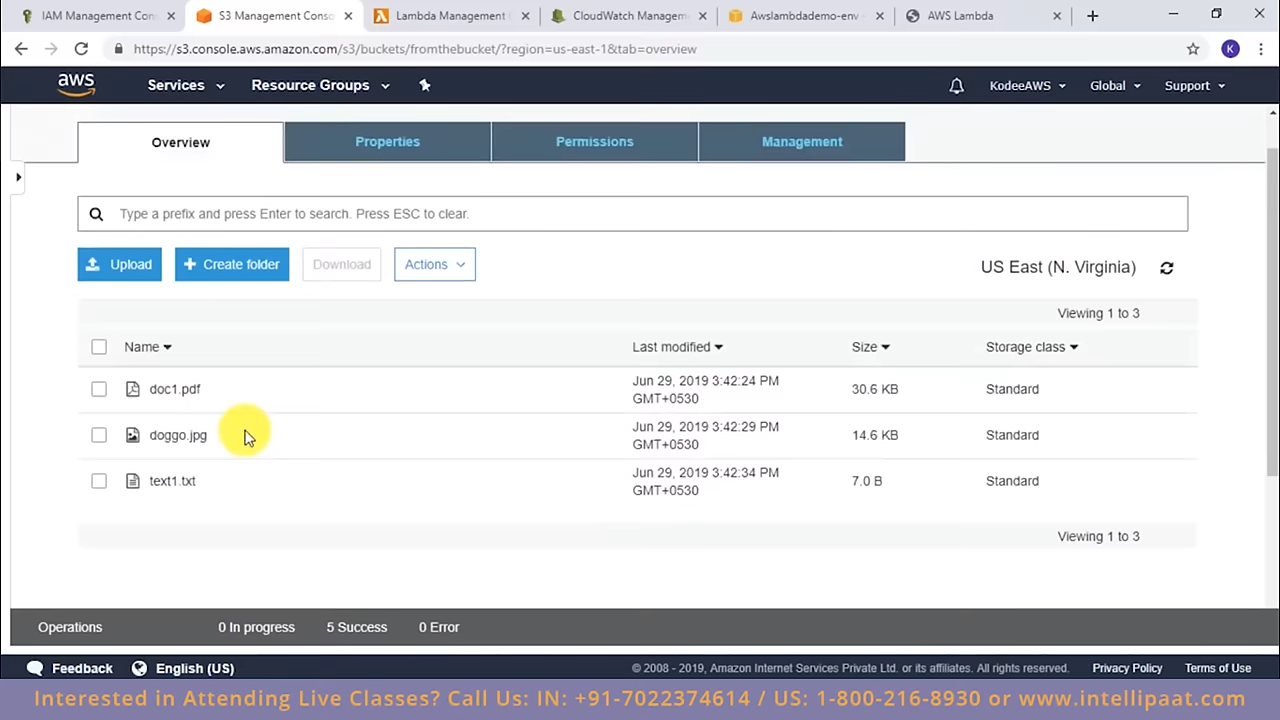 IAM Management Con
S3 Management Conso
Lambda Management
CloudWatch Managem
Awslambdademo-env
AWS Lambda
https://s3.console.aws.amazon.com/s3/buckets/fromthebucket/?region=us-east-1&tab=overview
K
aws
Services
Resource Groups
KodeeAWS
Global
Support
Overview
Properties
Permissions
Management
Type a prefix and press Enter to search. Press ESC to clear.
Upload
+ Create folder
Download
Actions
US East (N. Virginia)
Viewing 1 to 3
Name
Last modified
Size
Storage class
doc1.pdf
Jun 29, 2019 3:42:24 PM
GMT+0530
30.6 KB
Standard
doggo.jpg
Jun 29, 2019 3:42:29 PM
GMT+0530
14.6 KB
Standard
text1.txt
Jun 29, 2019 3:42:34 PM
GMT+0530
7.0 B
Standard
Viewing 1 to 3
Operations
0 In progress
5 Success
0 Error
Feedback
English (US)
© 2008 - 2019, Amazon Internet Services Private Ltd. or its affiliates. All rights reserved.
Privacy Policy
Terms of Use
Interested in Attending Live Classes? Call Us: IN: +91-7022374614 / US: 1-800-216-8930 or www.intellipaat.com